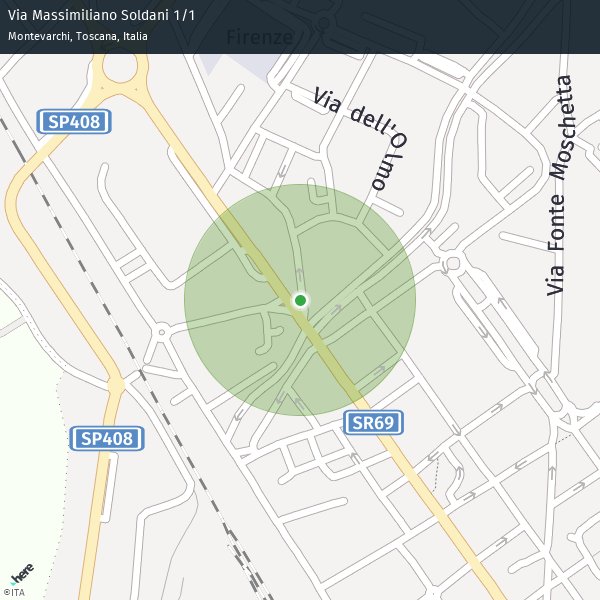 Via Massimiliano Soldani 1/1
Montevarchi, Toscana, Italia
Firenze
Via dell'Olmo
SP408
Via Fonte Moschetta
SR69
SP408
here
©ITA